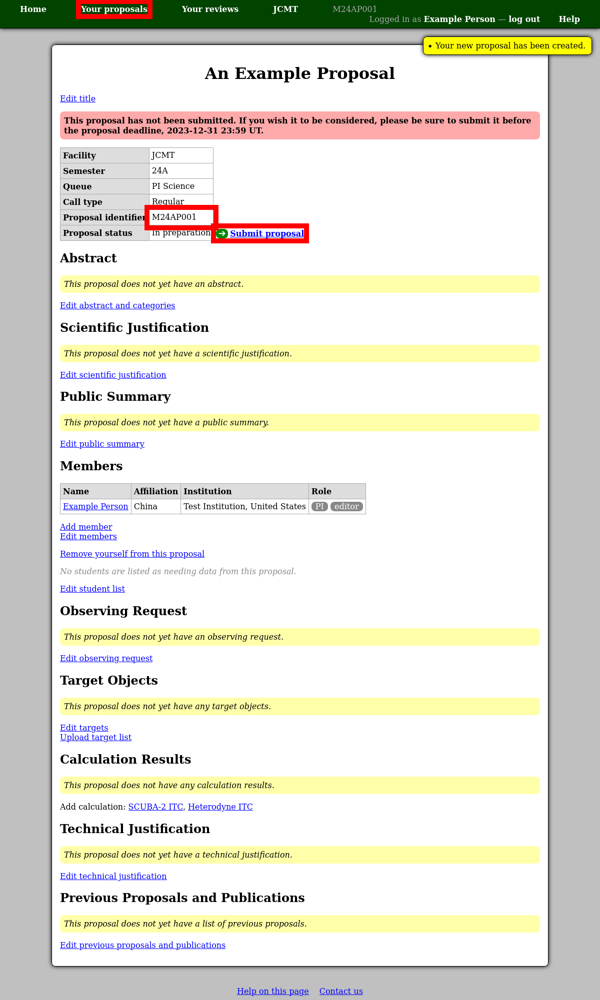 Home Your proposals Your reviews JCMT M24AP001
Logged in as Example Person — log out Help
• Your new proposal has been created.
An Example Proposal
Edit title
This proposal has not been submitted. If you wish it to be considered, please be sure to submit it before
the proposal deadline, 2023-12-31 23:59 UT.
Facility JCMT
Semester 24A
Queue PI Science
Call type Regular
Proposal identifier M24AP001
Proposal status In preparation Submit proposal
Abstract
This proposal does not yet have an abstract.
Edit abstract and categories
Scientific Justification
This proposal does not yet have a scientific justification.
Edit scientific justification
Public Summary
This proposal does not yet have a public summary.
Edit public summary
Members
Name Affiliation Institution Role
Example Person China Test Institution, United States PI editor
Add member
Edit members
Remove yourself from this proposal
No students are listed as needing data from this proposal.
Edit student list
Observing Request
This proposal does not yet have an observing request.
Edit observing request
Target Objects
This proposal does not yet have any target objects.
Edit targets
Upload target list
Calculation Results
This proposal does not have any calculation results.
Add calculation: SCUBA-2 ITC, Heterodyne ITC
Technical Justification
This proposal does not yet have a technical justification.
Edit technical justification
Previous Proposals and Publications
This proposal does not yet have a list of previous proposals.
Edit previous proposals and publications
Help on this page Contact us